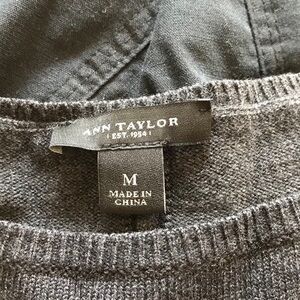 ANN TAYLOR
EST. 1954
M
MADE IN
CHINA